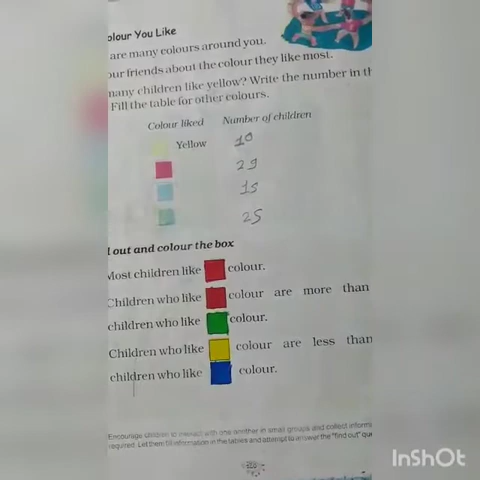 olour You Like
are many colours around you.
our friends about the colour they like most.
many children like yellow? Write the number in th
Fill the table for other colours.
Colour liked Number of children
Yellow 10
29
15
25
out and colour the box
Most children like colour.
Children who like colour are more than
children who like colour.
Children who like colour are less than
children who like colour.
Encourage children to interact with one another in small groups and collect informa
required. Let them fill information in the tables and attempt to answer the "find out" que
InShOt